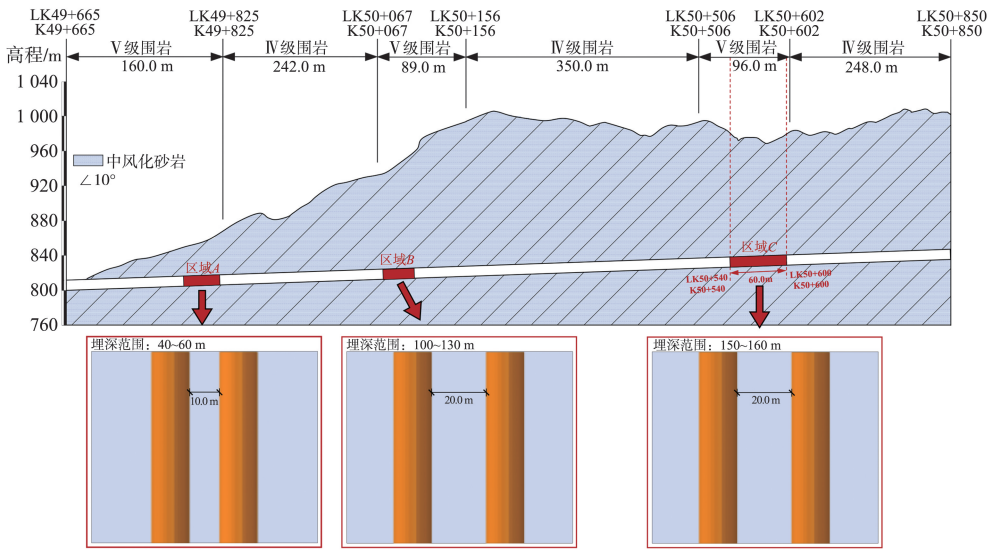 LK49+665
K49+665
LK49+825
K49+825
LK50+067
K50+067
LK50+156
K50+156
LK50+506
K50+506
LK50+602
K50+602
LK50+850
K50+850
高程/m
Ⅴ级围岩
160.0 m
Ⅳ级围岩
242.0 m
Ⅴ级围岩
89.0 m
Ⅳ级围岩
350.0 m
Ⅴ级围岩
96.0 m
Ⅳ级围岩
248.0 m
1 040
1 000
960
920
880
840
800
760
中风化砂岩
∠10°
区域A
区域B
区域C
LK50+540
K50+540
60.0m
LK50+600
K50+600
埋深范围：40~60 m
10.0 m
埋深范围：100~130 m
20.0 m
埋深范围：150~160 m
20.0 m